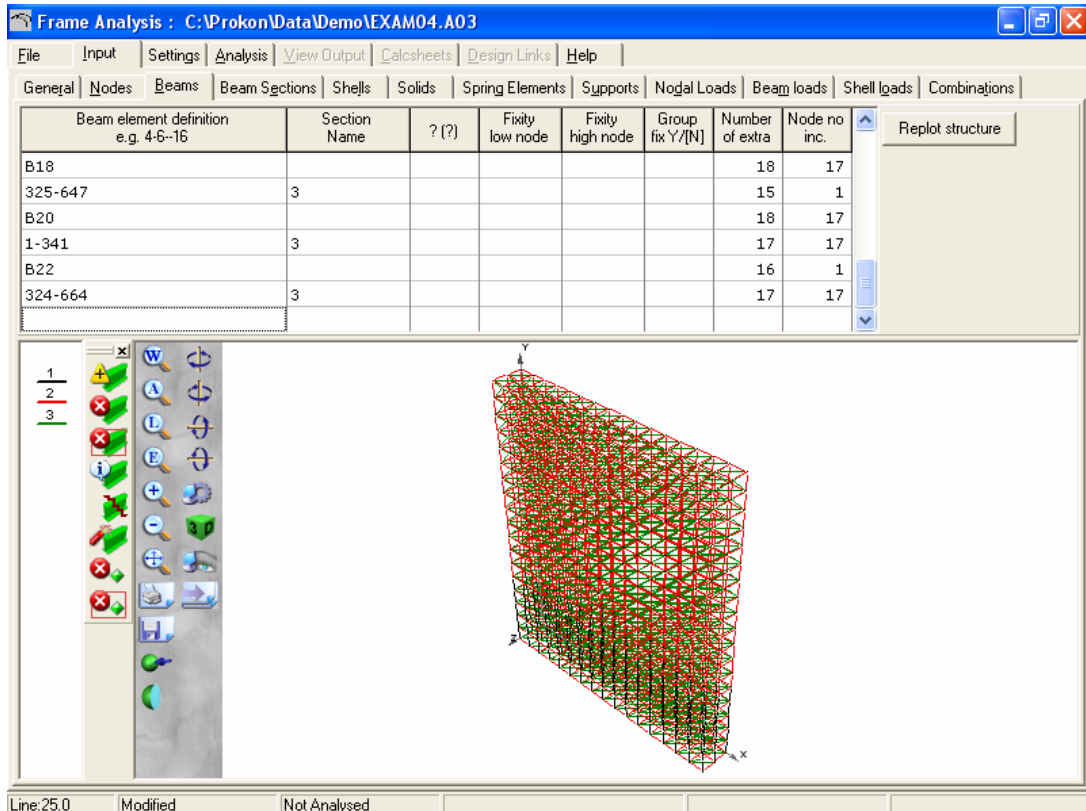 Frame Analysis : C:\Prokon\Data\Demo\EXAM04.A03
File Input Settings Analysis View Output Calcsheets Design Links Help
General Nodes Beams Beam Sections Shells Solids Spring Elements Supports Nodal Loads Beam loads Shell loads Combinations
Beam element definition e.g. 4-6--16 Section Name ? (?) Fixity low node Fixity high node Group fix Y/[N] Number of extra Node no inc. Replot structure
B18 18 17
325-647 3 15 1
B20 18 17
1-341 3 17 17
B22 16 1
324-664 3 17 17
1
2
3
W
A
L
E
3D
Y
Z
X
Line:25.0 Modified Not Analysed